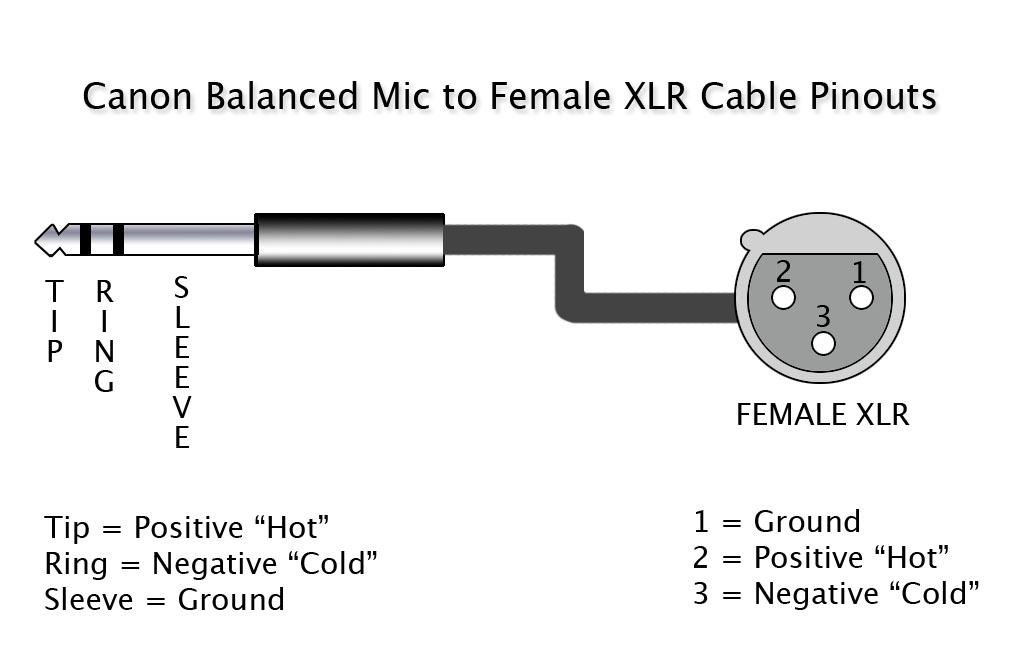 Canon Balanced Mic to Female XLR Cable Pinouts
TIP
RING
SLEEVE
2
1
3
FEMALE XLR
Tip = Positive “Hot”
Ring = Negative “Cold”
Sleeve = Ground
1 = Ground
2 = Positive “Hot”
3 = Negative “Cold”